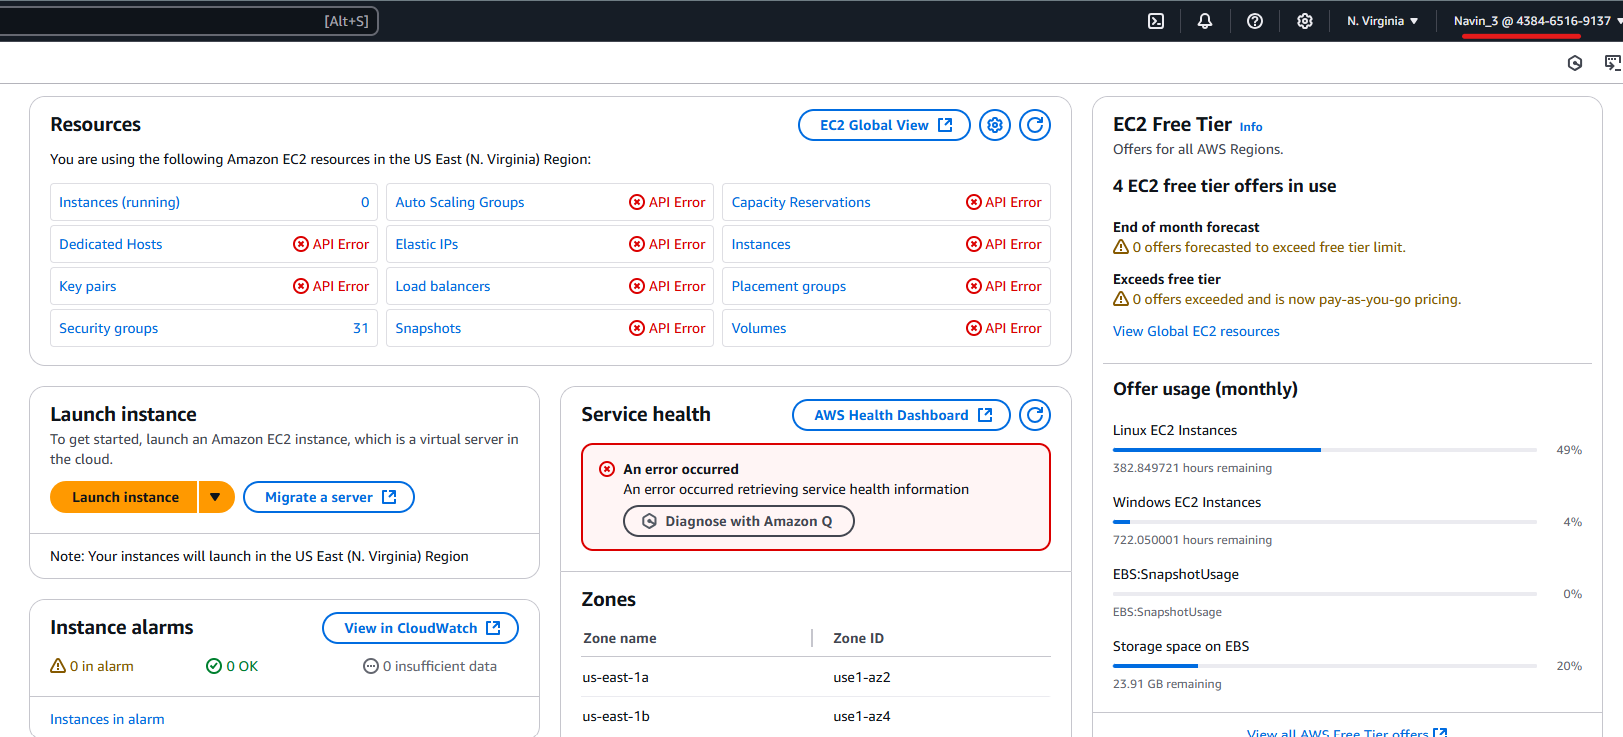 [Alt+S]
N. Virginia
Navin_3 @ 4384-6516-9137
Resources
EC2 Global View
You are using the following Amazon EC2 resources in the US East (N. Virginia) Region:
Instances (running) 0
Auto Scaling Groups API Error
Capacity Reservations API Error
Dedicated Hosts API Error
Elastic IPs API Error
Instances API Error
Key pairs API Error
Load balancers API Error
Placement groups API Error
Security groups 31
Snapshots API Error
Volumes API Error
Launch instance
To get started, launch an Amazon EC2 instance, which is a virtual server in
the cloud.
Launch instance
Migrate a server
Note: Your instances will launch in the US East (N. Virginia) Region
Instance alarms
View in CloudWatch
0 in alarm
0 OK
0 insufficient data
Instances in alarm
Service health
AWS Health Dashboard
An error occurred
An error occurred retrieving service health information
Diagnose with Amazon Q
Zones
Zone name Zone ID
us-east-1a use1-az2
us-east-1b use1-az4
EC2 Free Tier Info
Offers for all AWS Regions.
4 EC2 free tier offers in use
End of month forecast
0 offers forecasted to exceed free tier limit.
Exceeds free tier
0 offers exceeded and is now pay-as-you-go pricing.
View Global EC2 resources
Offer usage (monthly)
Linux EC2 Instances
49%
382.849721 hours remaining
Windows EC2 Instances
4%
722.050001 hours remaining
EBS:SnapshotUsage
0%
EBS:SnapshotUsage
Storage space on EBS
20%
23.91 GB remaining
View all AWS Free Tier offers